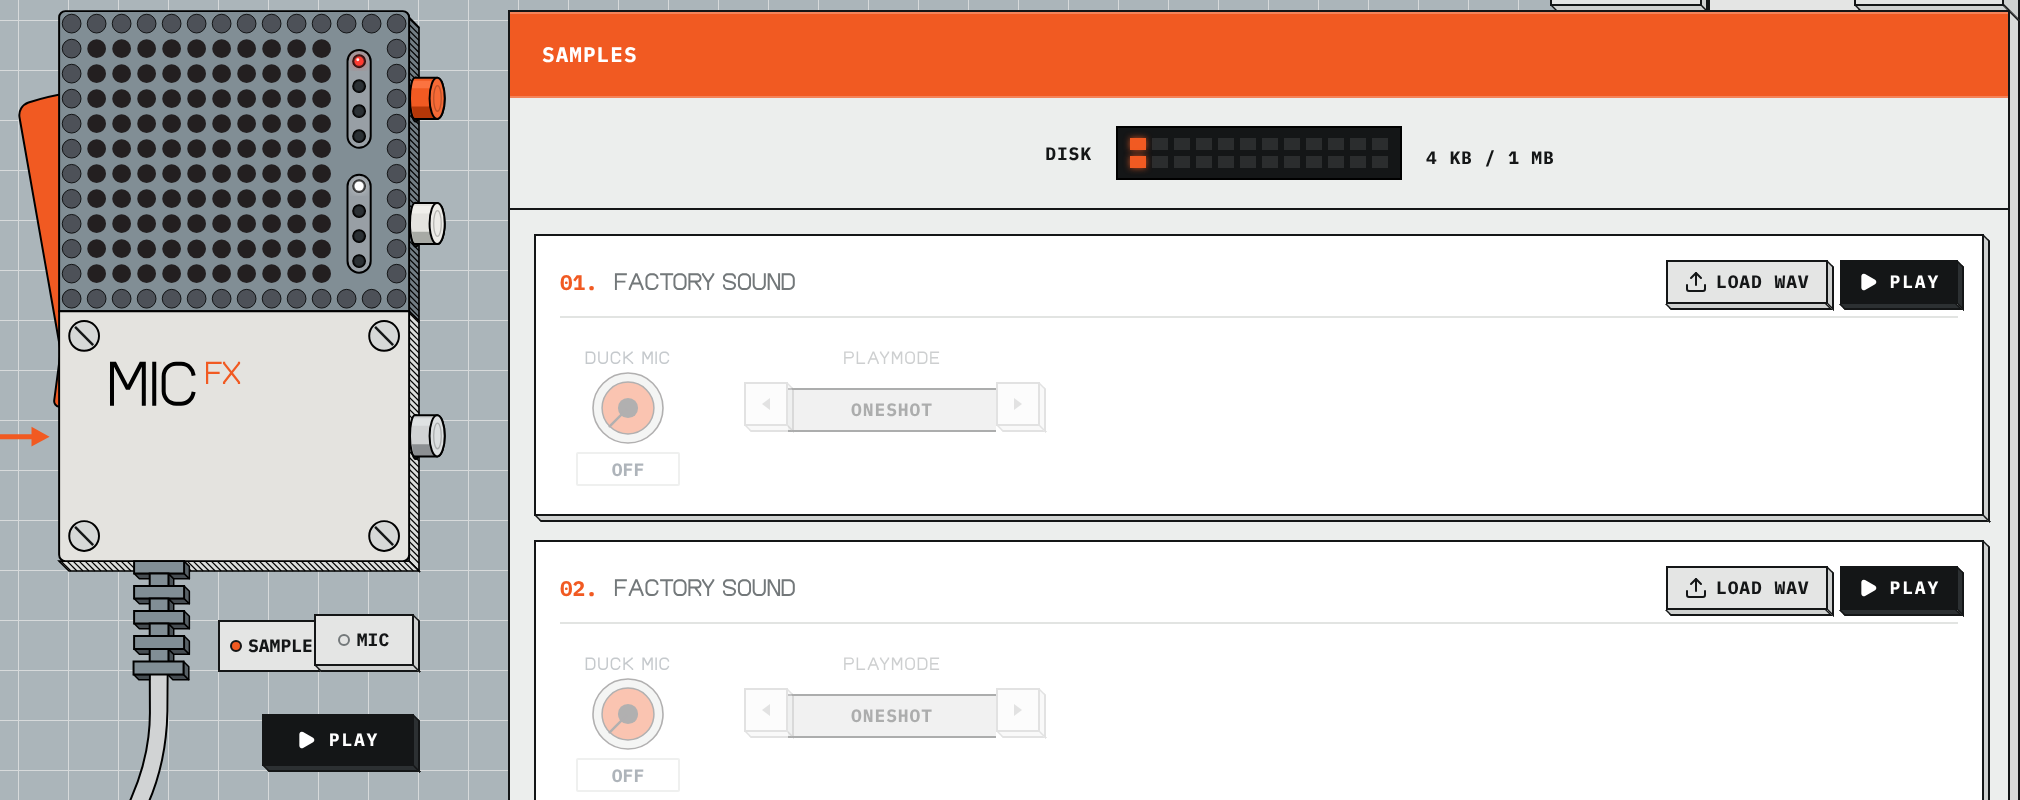 SAMPLES
DISK 4 KB / 1 MB
01. FACTORY SOUND LOAD WAV PLAY
DUCK MIC PLAYMODE
ONESHOT
OFF
02. FACTORY SOUND LOAD WAV PLAY
DUCK MIC PLAYMODE
ONESHOT
OFF
MIC FX
SAMPLE MIC
PLAY